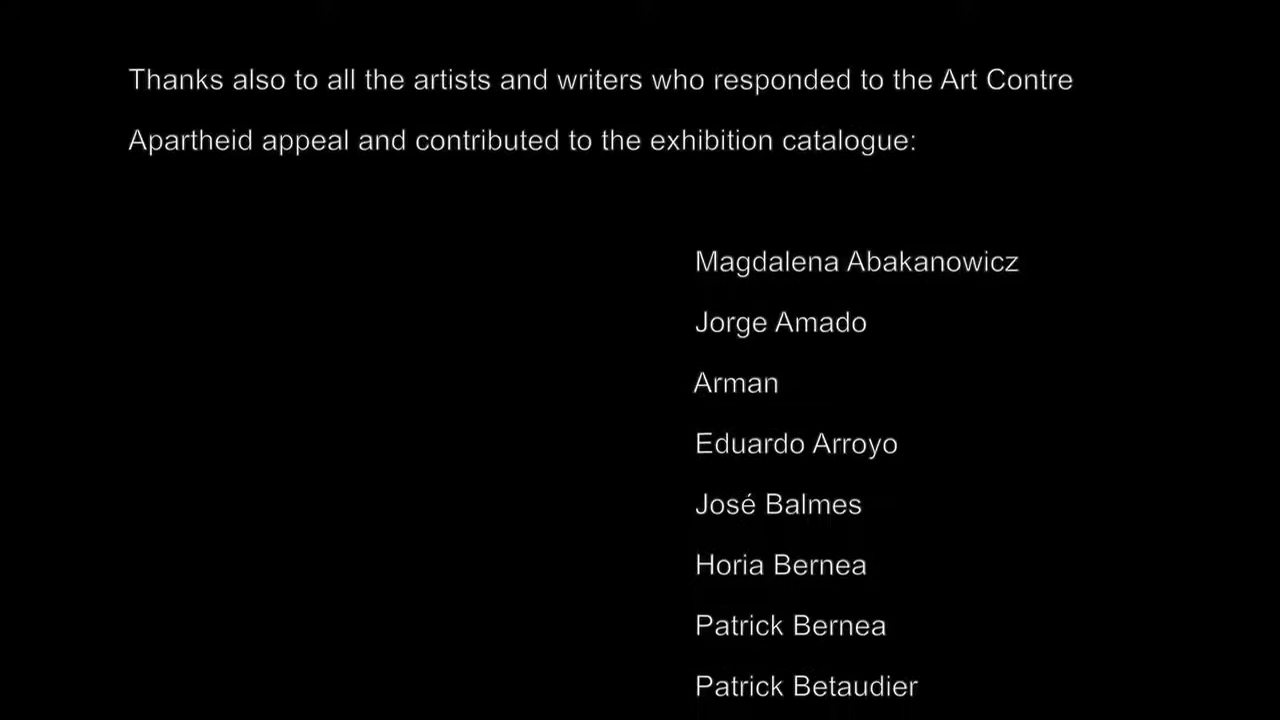 Thanks also to all the artists and writers who responded to the Art Contre
Apartheid appeal and contributed to the exhibition catalogue:
Magdalena Abakanowicz
Jorge Amado
Arman
Eduardo Arroyo
José Balmes
Horia Bernea
Patrick Bernea
Patrick Betaudier